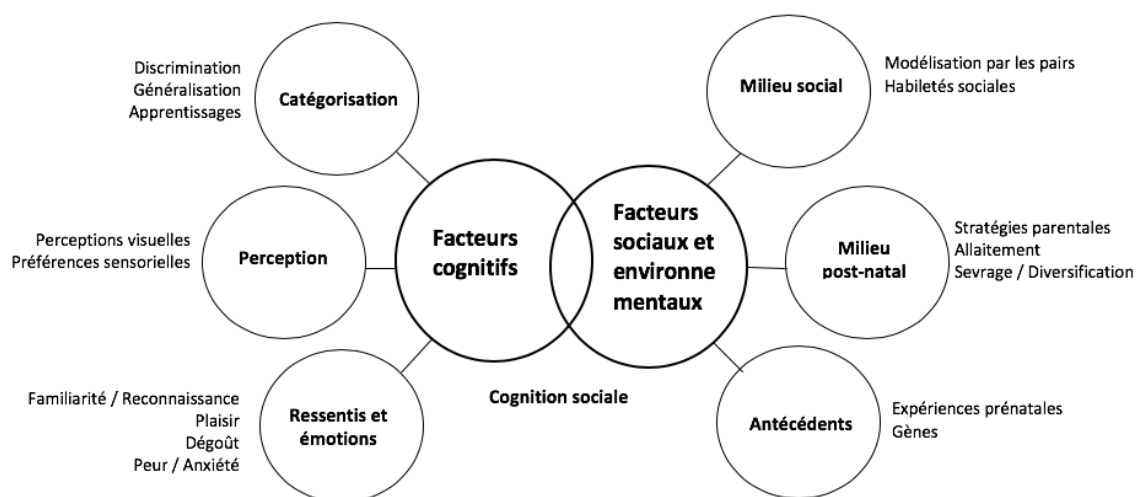 Discrimination
Généralisation
Apprentissages
Catégorisation
Milieu social
Modélisation par les pairs
Habiletés sociales
Perceptions visuelles
Préférences sensorielles
Perception
Facteurs
cognitifs
Facteurs
sociaux et
environne
mentaux
Milieu
post-natal
Stratégies parentales
Allaitement
Sevrage / Diversification
Familiarité / Reconnaissance
Plaisir
Dégoût
Peur / Anxiété
Ressentis et
émotions
Cognition sociale
Antécédents
Expériences prénatales
Gènes